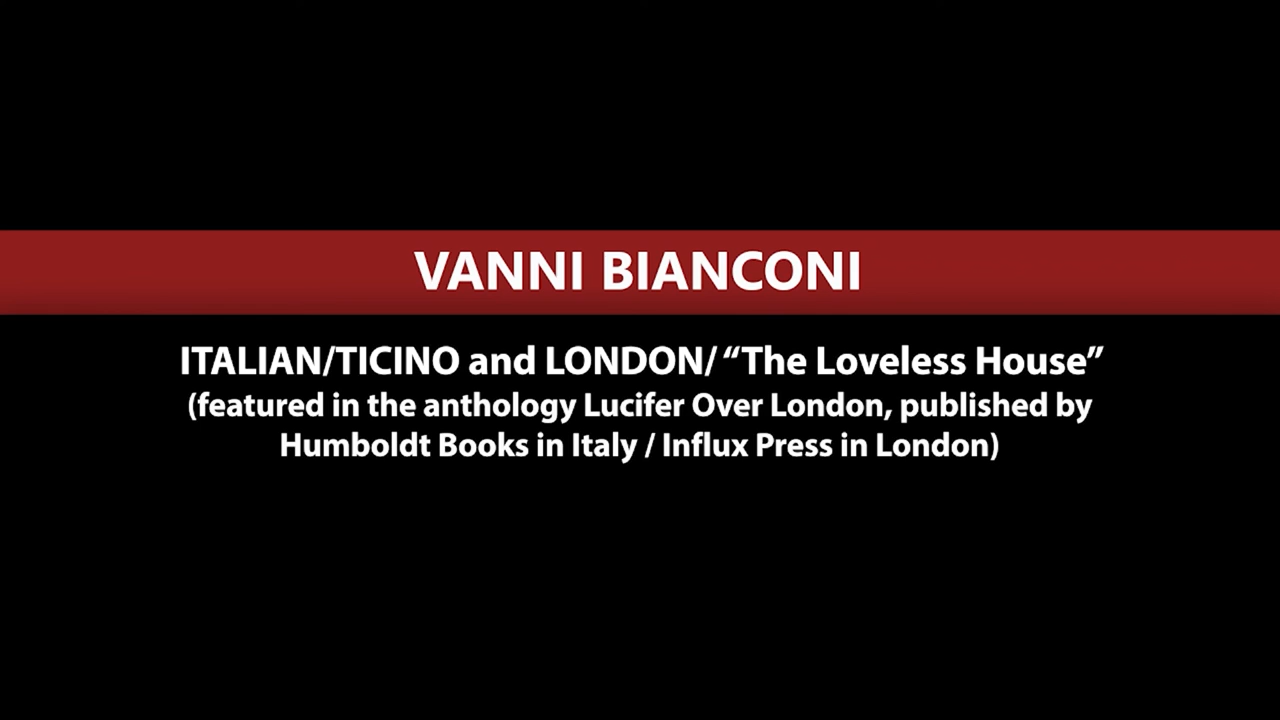 VANNI BIANCONI
ITALIAN/TICINO and LONDON/ “The Loveless House”
(featured in the anthology Lucifer Over London, published by
Humboldt Books in Italy / Influx Press in London)